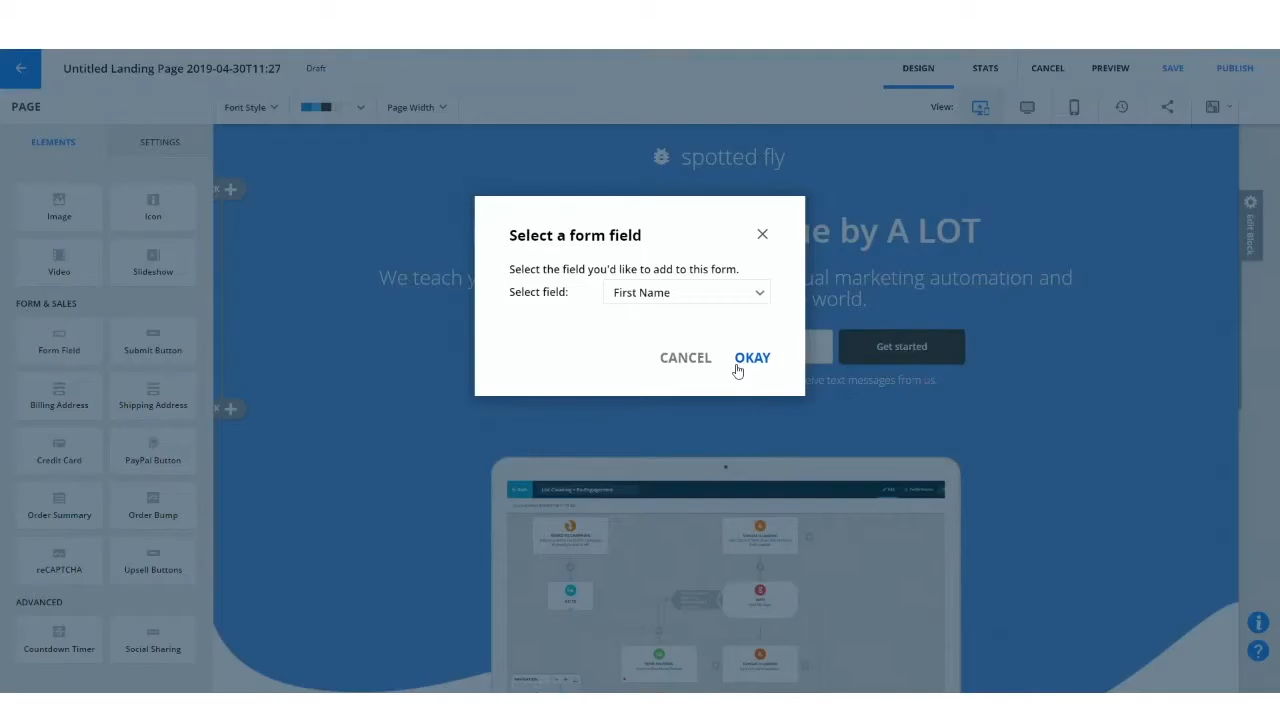 Untitled Landing Page 2019-04-30T11:27 Draft DESIGN STATS CANCEL PREVIEW SAVE PUBLISH
PAGE Font Style Page Width View:
ELEMENTS SETTINGS
spotted fly
Image Icon
K
ue by A LOT
Edit Block
Video Slideshow
We teach y ual marketing automation and
world.
Select a form field
Select the field you'd like to add to this form.
Select field: First Name
CANCEL OKAY
FORM & SALES
Form Field Submit Button
Get started
eive text messages from us.
Billing Address Shipping Address
K
Credit Card PayPal Button
Order Summary Order Bump
reCAPTCHA Upsell Buttons
ADVANCED
Countdown Timer Social Sharing